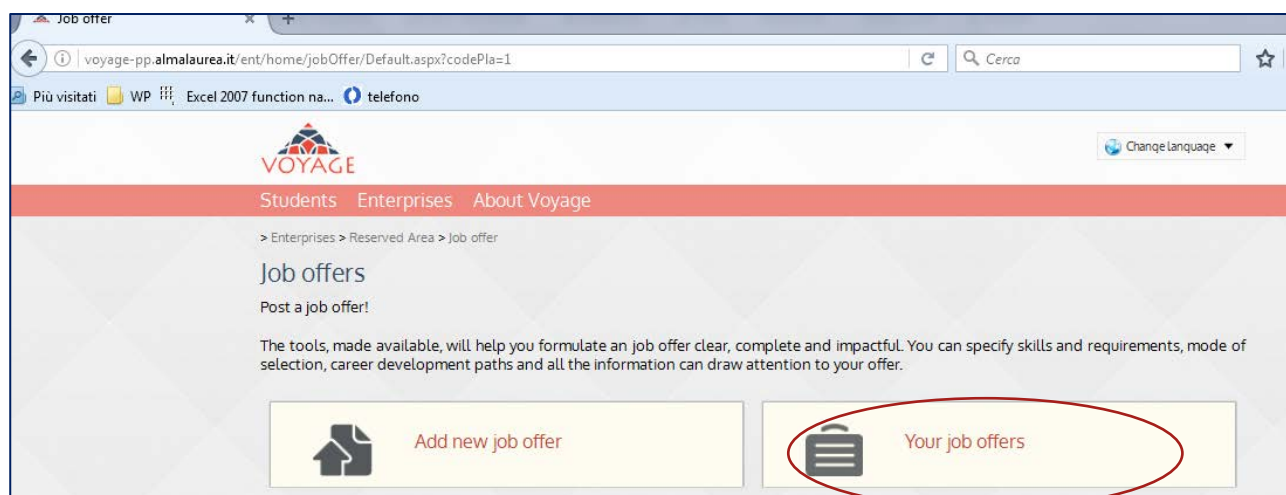 Job offer
voyage-pp.almalaurea.it/ent/home/jobOffer/Default.aspx?codePla=1
Cerca
Più visitati WP Excel 2007 function na... telefono
VOYAGE
Change language
Students Enterprises About Voyage
> Enterprises > Reserved Area > Job offer
Job offers
Post a job offer!
The tools, made available, will help you formulate an job offer clear, complete and impactful. You can specify skills and requirements, mode of
selection, career development paths and all the information can draw attention to your offer.
Add new job offer
Your job offers